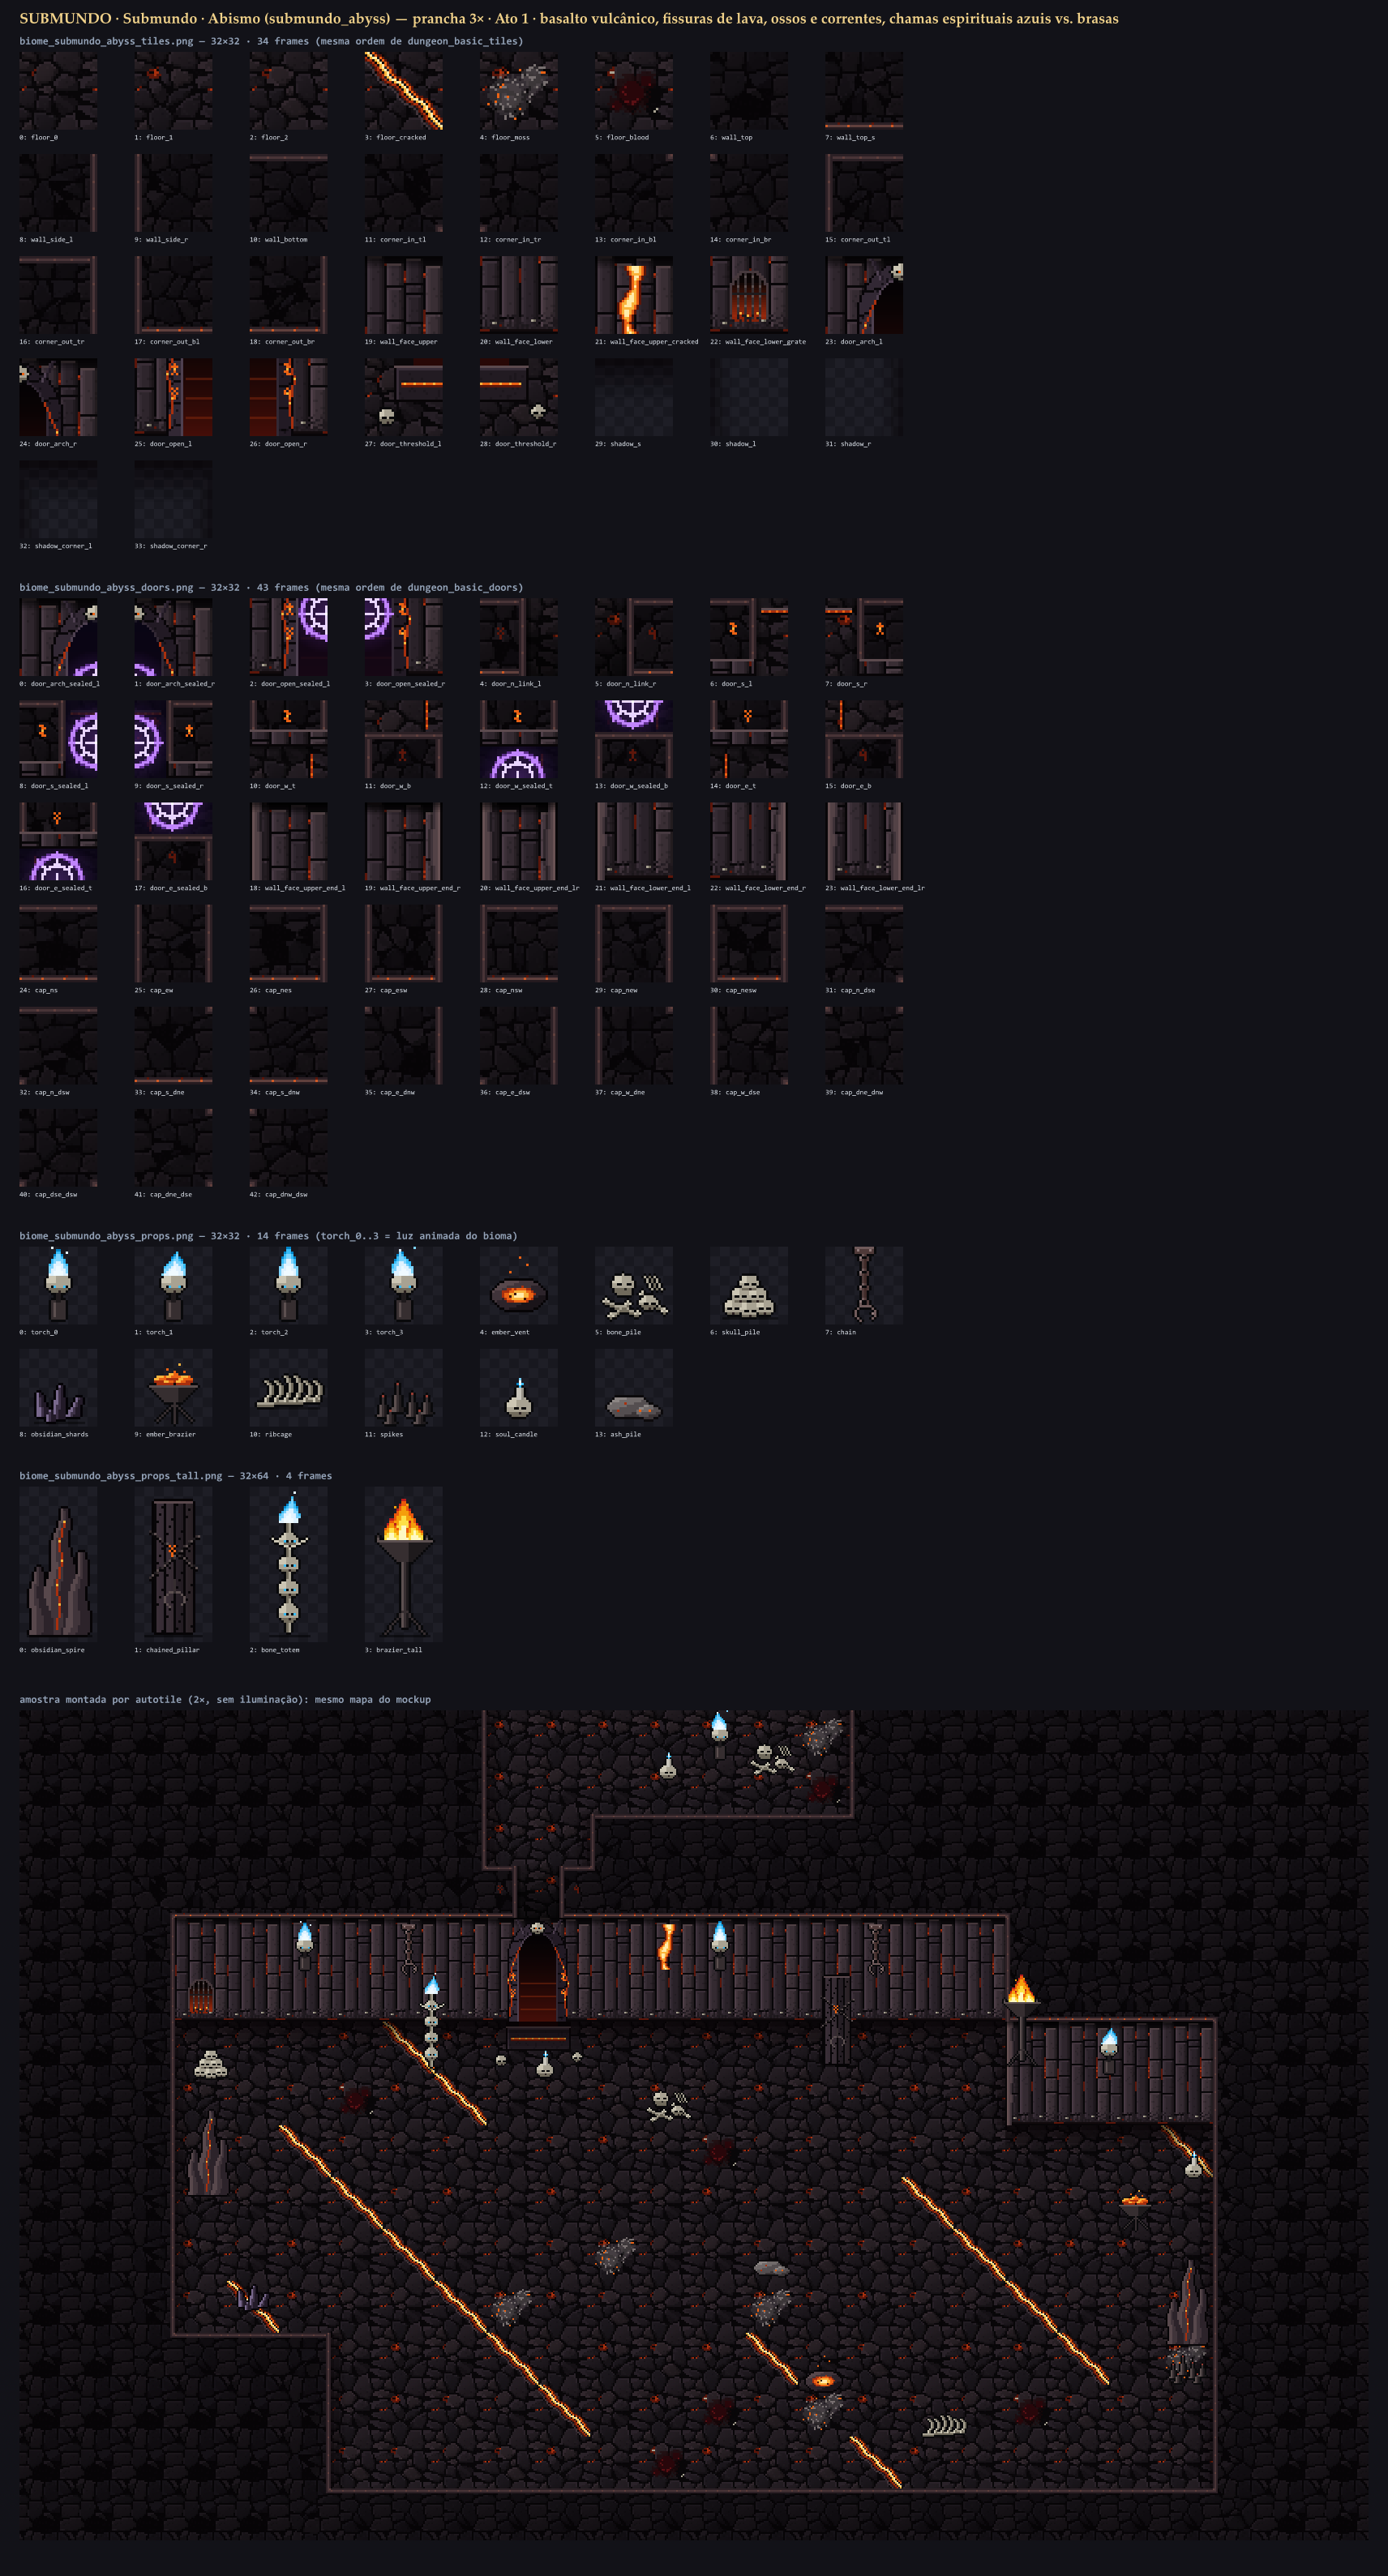 SUBMUNDO · Submundo · Abismo (submundo_abyss) — prancha 3× · Ato 1 · basalto vulcânico, fissuras de lava, ossos e correntes, chamas espirituais azuis vs. brasas
biome_submundo_abyss_tiles.png — 32×32 · 34 frames (mesma ordem de dungeon_basic_tiles)
0: floor_0 1: floor_1 2: floor_2 3: floor_cracked 4: floor_moss 5: floor_blood 6: wall_top 7: wall_top_s
8: wall_side_l 9: wall_side_r 10: wall_bottom 11: corner_in_tl 12: corner_in_tr 13: corner_in_bl 14: corner_in_br 15: corner_out_tl
16: corner_out_tr 17: corner_out_bl 18: corner_out_br 19: wall_face_upper 20: wall_face_lower 21: wall_face_upper_cracked 22: wall_face_lower_grate 23: door_arch_l
24: door_arch_r 25: door_open_l 26: door_open_r 27: door_threshold_l 28: door_threshold_r 29: shadow_s 30: shadow_l 31: shadow_r
32: shadow_corner_l 33: shadow_corner_r
biome_submundo_abyss_doors.png — 32×32 · 43 frames (mesma ordem de dungeon_basic_doors)
0: door_arch_sealed_l 1: door_arch_sealed_r 2: door_open_sealed_l 3: door_open_sealed_r 4: door_n_link_l 5: door_n_link_r 6: door_s_l 7: door_s_r
8: door_s_sealed_l 9: door_s_sealed_r 10: door_w_t 11: door_w_b 12: door_w_sealed_t 13: door_w_sealed_b 14: door_e_t 15: door_e_b
16: door_e_sealed_t 17: door_e_sealed_b 18: wall_face_upper_end_l 19: wall_face_upper_end_r 20: wall_face_upper_end_lr 21: wall_face_lower_end_l 22: wall_face_lower_end_r 23: wall_face_lower_end_lr
24: cap_ns 25: cap_ew 26: cap_nes 27: cap_esw 28: cap_nsw 29: cap_new 30: cap_nesw 31: cap_n_dse
32: cap_n_dsw 33: cap_s_dne 34: cap_s_dnw 35: cap_e_dnw 36: cap_e_dsw 37: cap_w_dne 38: cap_w_dse 39: cap_dne_dnw
40: cap_dse_dsw 41: cap_dne_dse 42: cap_dnw_dsw
biome_submundo_abyss_props.png — 32×32 · 14 frames (torch_0..3 = luz animada do bioma)
0: torch_0 1: torch_1 2: torch_2 3: torch_3 4: ember_vent 5: bone_pile 6: skull_pile 7: chain
8: obsidian_shards 9: ember_brazier 10: ribcage 11: spikes 12: soul_candle 13: ash_pile
biome_submundo_abyss_props_tall.png — 32×64 · 4 frames
0: obsidian_spire 1: chained_pillar 2: bone_totem 3: brazier_tall
amostra montada por autotile (2×, sem iluminação): mesmo mapa do mockup